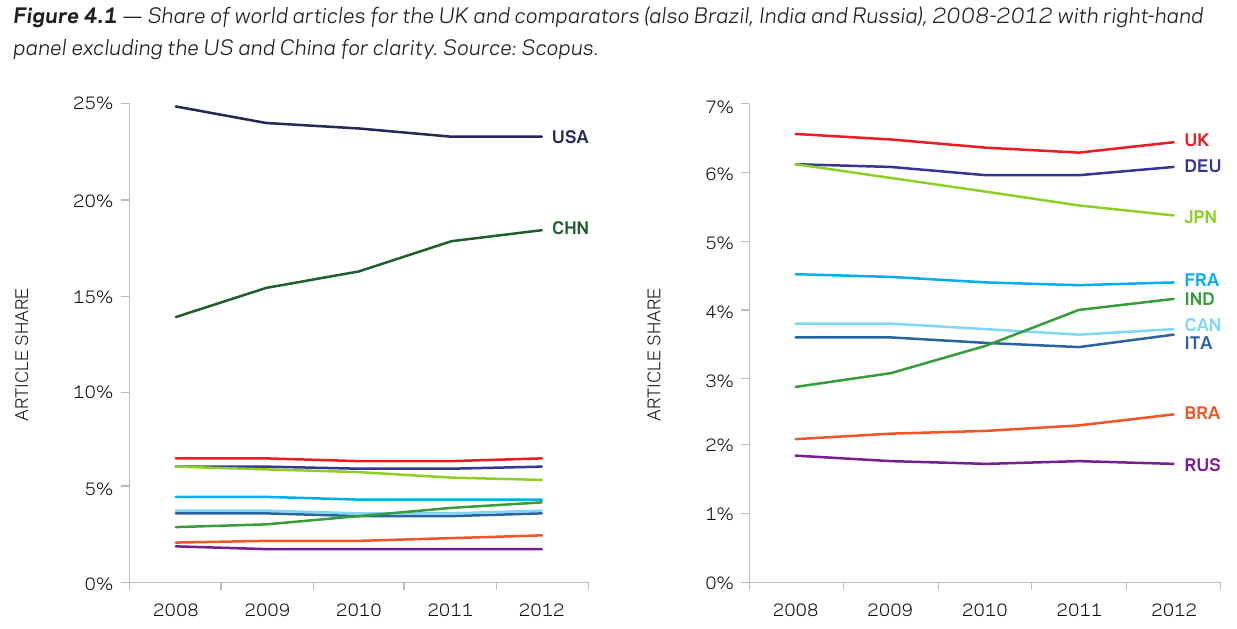 Figure 4.1 — Share of world articles for the UK and comparators (also Brazil, India and Russia), 2008-2012 with right-hand
panel excluding the US and China for clarity. Source: Scopus.
ARTICLE SHARE
25%
20%
15%
10%
5%
0%
USA
CHN
2008 2009 2010 2011 2012
ARTICLE SHARE
7%
6%
5%
4%
3%
2%
1%
0%
UK
DEU
JPN
FRA
IND
CAN
ITA
BRA
RUS
2008 2009 2010 2011 2012